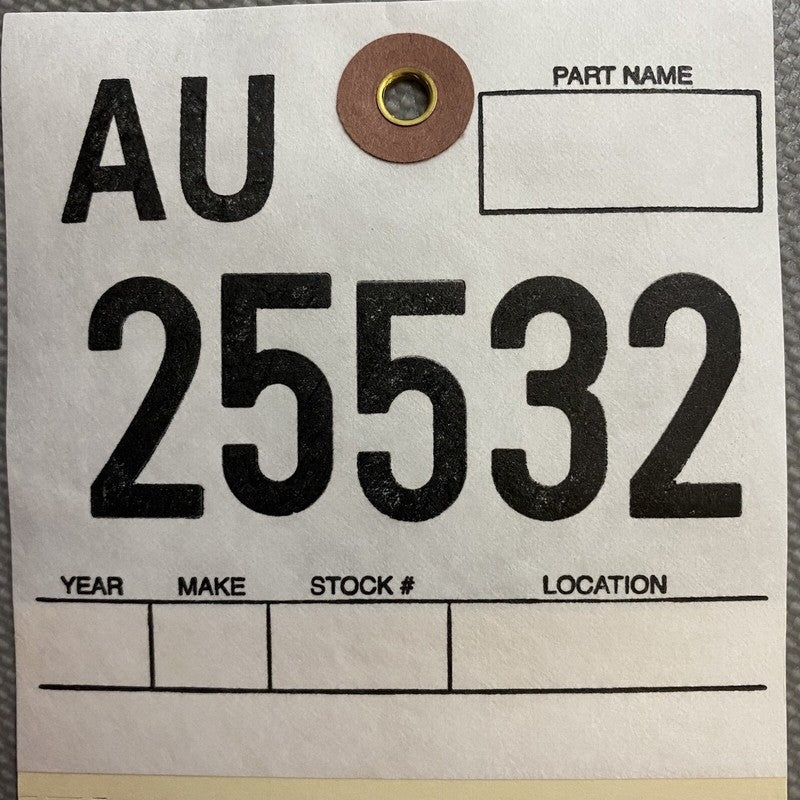 AU
PART NAME
25532
YEAR MAKE STOCK # LOCATION